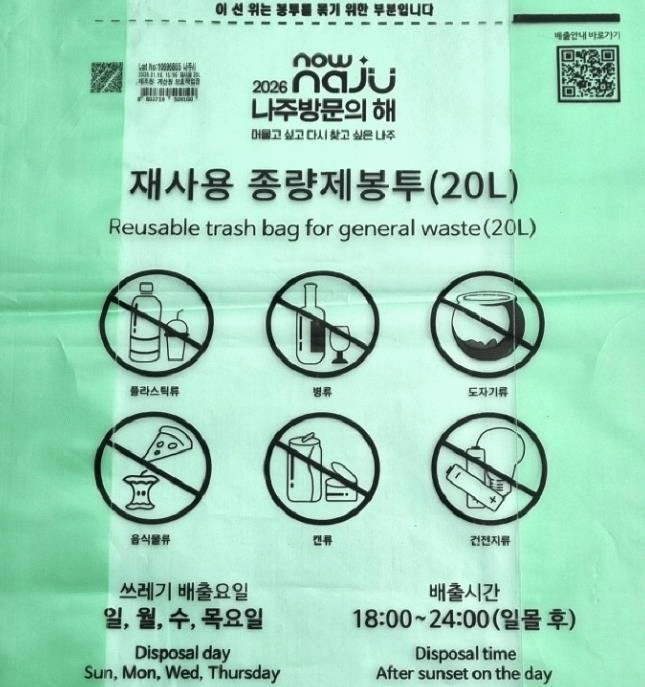 이 선 위는 봉투를 묶기 위한 부분입니다
배출안내 바로가기
now
naju
2026
나주방문의 해
머물고 싶고 다시 찾고 싶은 나주
재사용 종량제봉투(20L)
Reusable trash bag for general waste(20L)
플라스틱류 병류 도자기류
음식물류 캔류 건전지류
쓰레기 배출요일
일, 월, 수, 목요일
Disposal day
Sun, Mon, Wed, Thursday
배출시간
18:00~24:00(일몰 후)
Disposal time
After sunset on the day